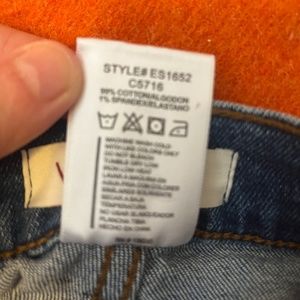 STYLE# ES1652
C5716
99% COTTON/ALGODON
1% SPANDEX/ELASTANO
MACHINE WASH COLD
WITH LIKE COLORS ONLY
DO NOT BLEACH
TUMBLE DRY LOW
IRON LOW HEAT
LAVAR A MAQUINA EN
AGUA FRIA CON COLORES
SIMILARES SOLAMENTE
NO USAR BLANQUEADOR
SECAR A BAJA
TEMPERATURA
PLANCHA TIBIA
HECHO EN CHINA